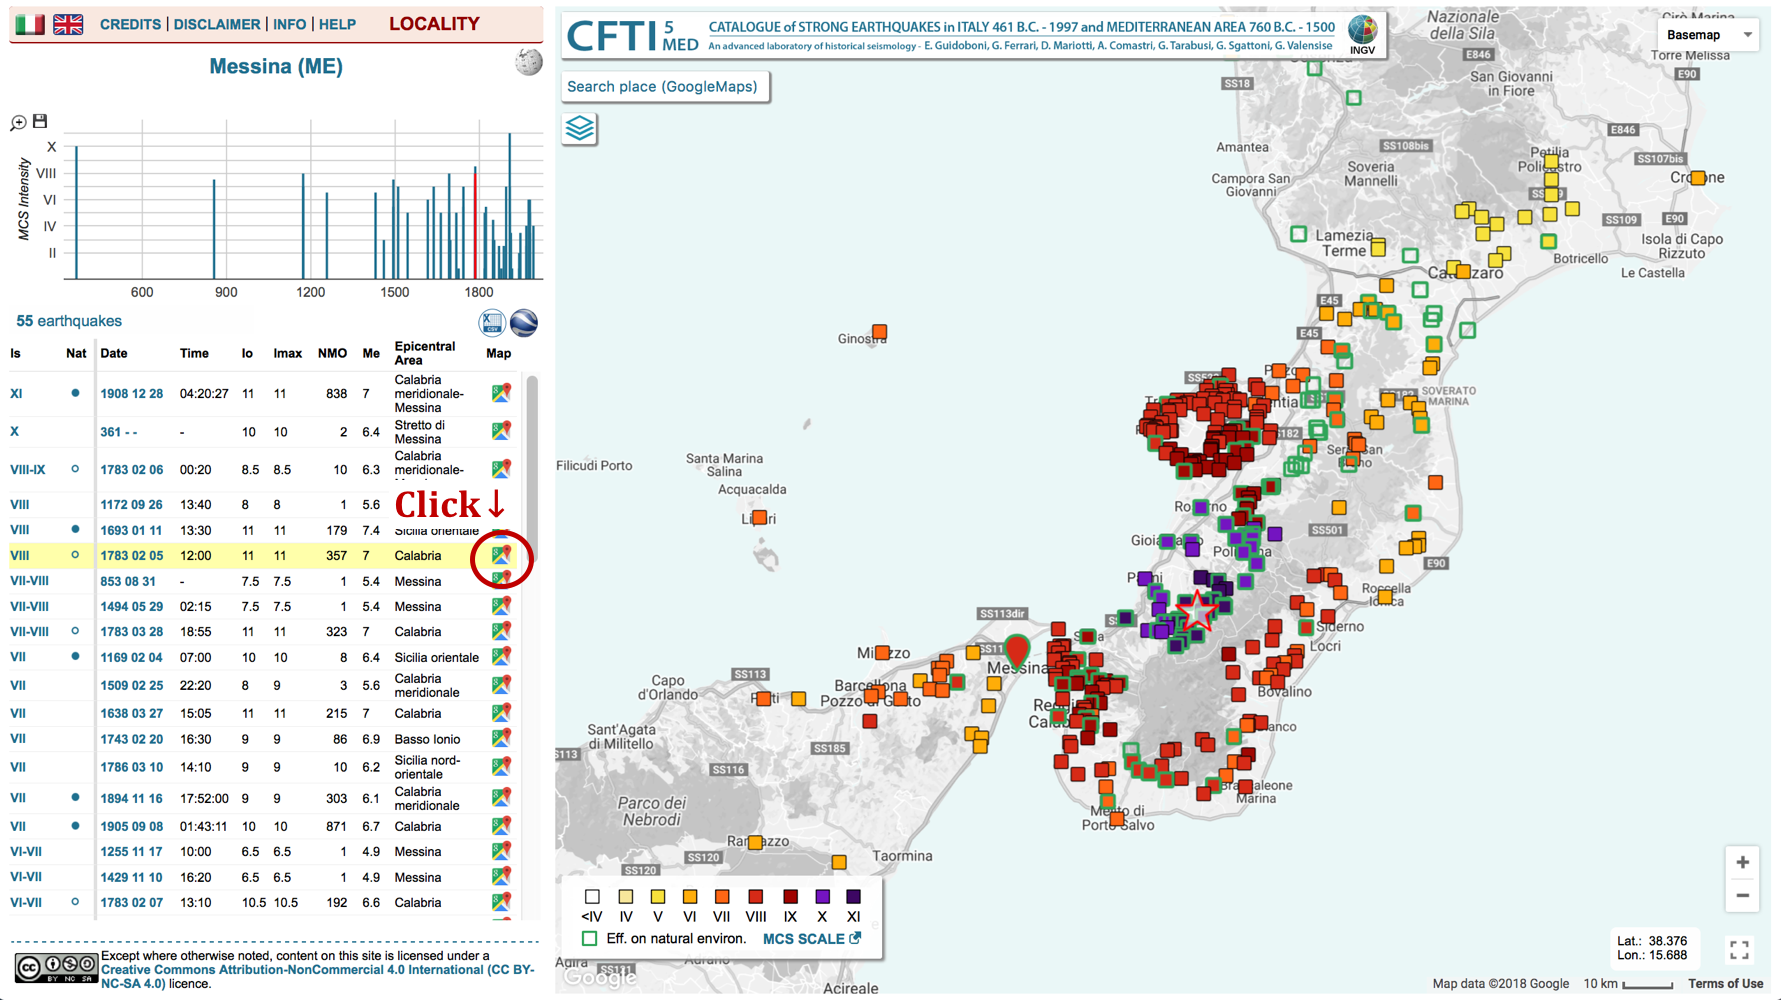 CREDITS | DISCLAIMER | INFO | HELP
LOCALITY
Messina (ME)
MCS Intensity
X
VIII
VI
IV
II
600 900 1200 1500 1800
55 earthquakes
Is Nat Date Time Io Imax NMO Me Epicentral Area Map
XI 1908 12 28 04:20:27 11 11 838 7 Calabria meridionale-Messina
X 361 - - - 10 10 2 6.4 Stretto di Messina
VIII-IX 1783 02 06 00:20 8.5 8.5 10 6.3 Calabria meridionale-
VIII 1172 09 26 13:40 8 8 1 5.6
Click↓
VIII 1693 01 11 13:30 11 11 179 7.4 Sicilia orientale
VIII 1783 02 05 12:00 11 11 357 7 Calabria
VII-VIII 853 08 31 - 7.5 7.5 1 5.4 Messina
VII-VIII 1494 05 29 02:15 7.5 7.5 1 5.4 Messina
VII-VIII 1783 03 28 18:55 11 11 323 7 Calabria
VII 1169 02 04 07:00 10 10 8 6.4 Sicilia orientale
VII 1509 02 25 22:20 8 9 3 5.6 Calabria meridionale
VII 1638 03 27 15:05 11 11 215 7 Calabria
VII 1743 02 20 16:30 9 9 86 6.9 Basso Ionio
VII 1786 03 10 14:10 9 9 10 6.2 Sicilia nord-orientale
VII 1894 11 16 17:52:00 9 9 303 6.1 Calabria meridionale
VII 1905 09 08 01:43:11 10 10 871 6.7 Calabria
VI-VII 1255 11 17 10:00 6.5 6.5 1 4.9 Messina
VI-VII 1429 11 10 16:20 6.5 6.5 1 4.9 Messina
VI-VII 1783 02 07 13:10 10.5 10.5 192 6.6 Calabria
CC BY NC SA
Except where otherwise noted, content on this site is licensed under a
Creative Commons Attribution-NonCommercial 4.0 International (CC BY-
NC-SA 4.0) licence.
CFTI 5 MED
CATALOGUE of STRONG EARTHQUAKES in ITALY 461 B.C. - 1997 and MEDITERRANEAN AREA 760 B.C. - 1500
An advanced laboratory of historical seismology - E. Guidoboni, G. Ferrari, D. Mariotti, A. Comastri, G. Tarabusi, G. Sgattoni, G. Valensise
INGV
Search place (GoogleMaps)
Basemap
Nazionale
della Sila
Cirò Marina
Torre Melissa
E846
E90
SS18
San Giovanni
in Fiore
E846
Amantea
SS108bis
SS107bis
Soveria
Mannelli
Campora San
Giovanni
SS109
E90
Lamezia
Terme
Isola di Capo
Rizzuto
Botricello
Le Castella
E45
E45
SOVERATO
MARINA
Ginostra
SS182
Filicudi Porto
Santa Marina
Salina
Acquacalda
SS501
E90
Roccella
Ionica
SS113dir
Siderno
Locri
Messina
Bovalino
Capo
d'Orlando
SS113
Barcellona
Pozzo di Gotto
Sant'Agata
di Militello
SS185
SS116
Parco dei
Nebrodi
Marina
Melito di
Porto Salvo
SS120
SS120
Taormina
Acireale
<IV IV V VI VII VIII IX X XI
Eff. on natural environ. MCS SCALE
Google
Lat.: 38.376
Lon.: 15.688
+
−
Map data ©2018 Google 10 km Terms of Use